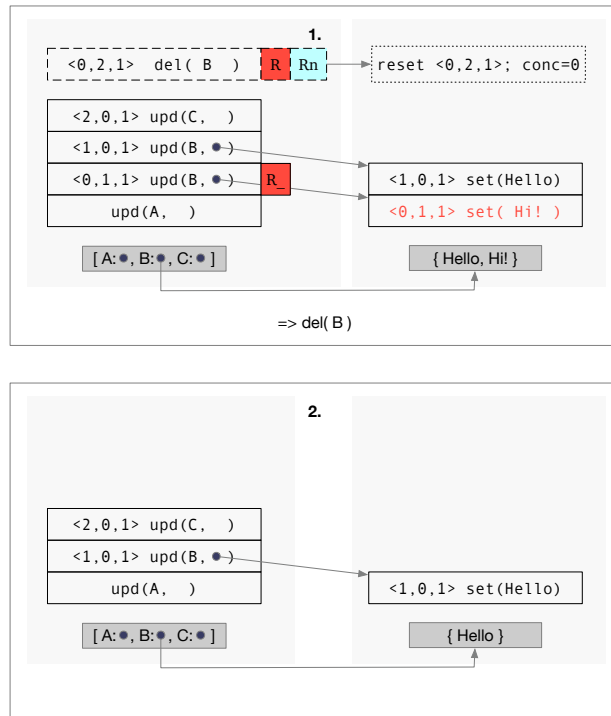 1.
<0,2,1> del( B ) R Rn reset <0,2,1>; conc=0
<2,0,1> upd(C, )
<1,0,1> upd(B, )
<0,1,1> upd(B, ) R_ <1,0,1> set(Hello)
upd(A, ) <0,1,1> set( Hi! )
[ A: , B: , C: ] { Hello, Hi! }
=> del( B )
2.
<2,0,1> upd(C, )
<1,0,1> upd(B, )
upd(A, ) <1,0,1> set(Hello)
[ A: , B: , C: ] { Hello }